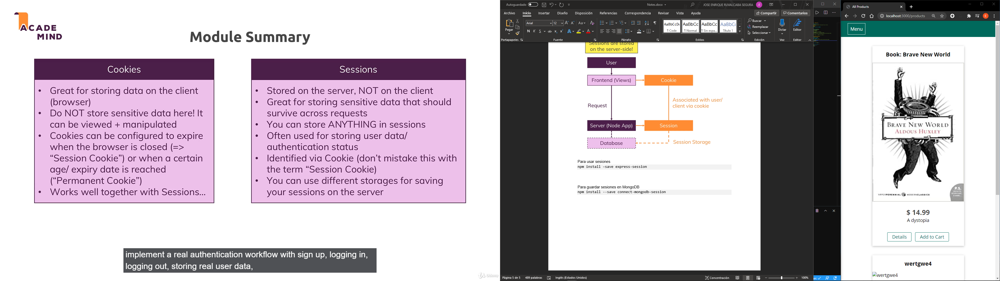 ACADE
MIND
Module Summary
Cookies
• Great for storing data on the client
(browser)
• Do NOT store sensitive data here! It
can be viewed + manipulated
• Cookies can be configured to expire
when the browser is closed (=>
“Session Cookie”) or when a certain
age/ expiry date is reached
(“Permanent Cookie”)
• Works well together with Sessions...
Sessions
• Stored on the server, NOT on the client
• Great for storing sensitive data that should
survive across requests
• You can store ANYTHING in sessions
• Often used for storing user data/
authentication status
• Identified via Cookie (don’t mistake this with
the term “Session Cookie)
• You can use different storages for saving
your sessions on the server
implement a real authentication workflow with sign up, logging in,
logging out, storing real user data,
Udemy
Autoguardado
Notes.docx
JOSE ENRIQUE RUVALCABA SEGURA
JE
Archivo Inicio Insertar Diseño Disposición Referencias Correspondencia Revisar Vista Ayuda
Compartir
Comentarios
Pegar
Arial
12
N K S
AaBbCcDc
¶ Code
AaBbCc
¶ Normal
AaBbCc
¶ Sin espa...
AaBbCc
Título 1
Buscar
Reemplazar
Seleccionar
Dictar
Editor
Portapapeles
Fuente
Párrafo
Estilos
Edición
Voz
Editor
Sessions are stored
on the server-side!
User
Frontend (Views)
Cookie
Request
Associated with user/
client via cookie
Server (Node App)
Session
Database
Session Storage
Para usar sesiones
npm install –save express-session
Para guardar sesiones en MongoDB
npm install --save connect-mongodb-session
Página 5 de 5
489 palabras
Inglés (Estados Unidos)
Concentración
100%
All Products
localhost:3000/products
E
Menu
Book: Brave New World
BRAVE NEW WORLD
ALDOUS HUXLEY
P.S.
HARPERPERENNIAL MODERNCLASSICS
$ 14.99
A dystopia
Details
Add to Cart
wertgwe4
wertgwe4